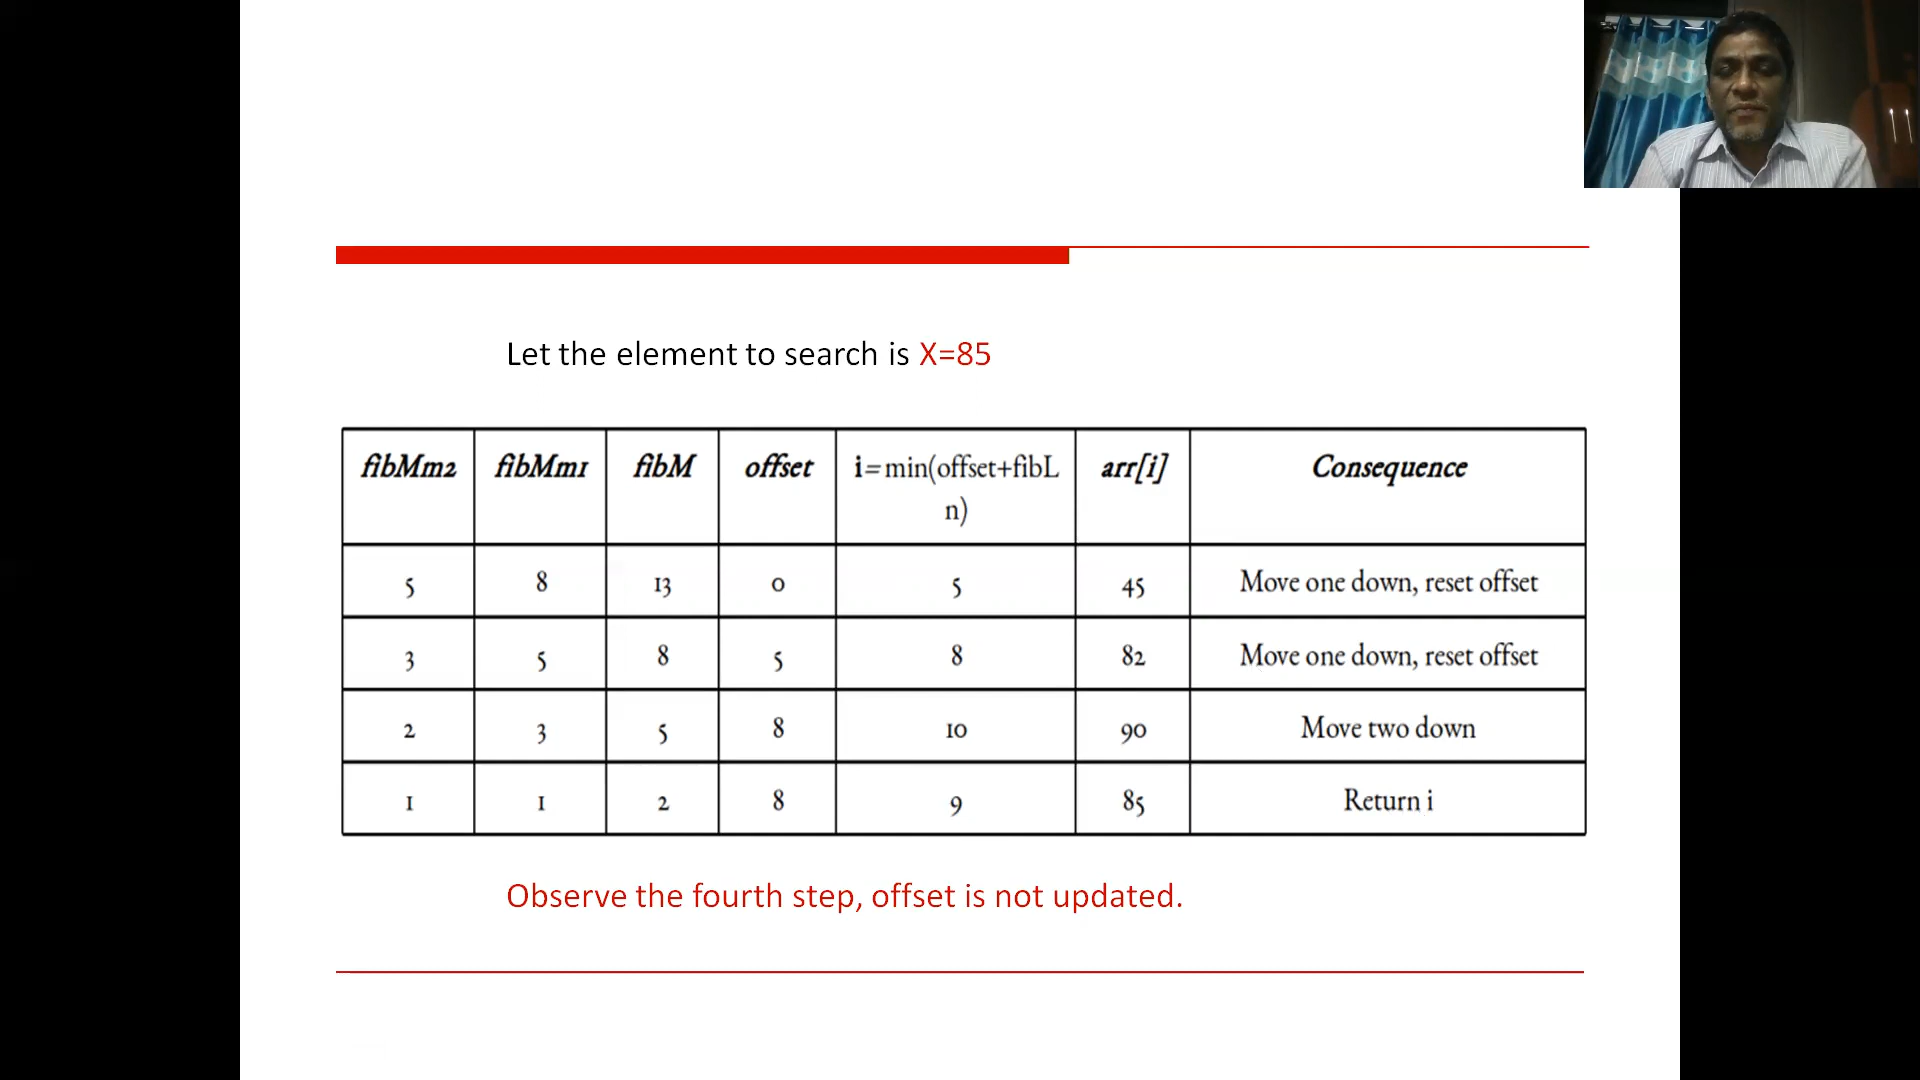 Let the element to search is X=85
fibMm2 fibMm1 fibM offset i=min(offset+fibL arr[i] Consequence
n)
5 8 13 0 5 45 Move one down, reset offset
3 5 8 5 8 82 Move one down, reset offset
2 3 5 8 10 90 Move two down
1 1 2 8 9 85 Return i
Observe the fourth step, offset is not updated.